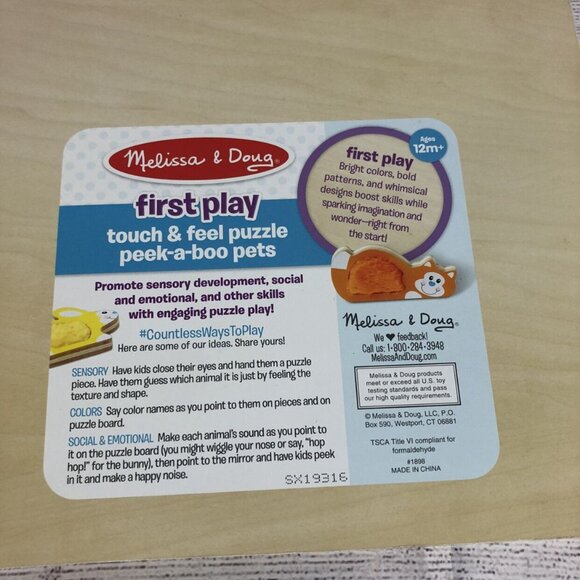 Melissa & Doug®
first play
touch & feel puzzle
peek-a-boo pets
Promote sensory development, social
and emotional, and other skills
with engaging puzzle play!
#CountlessWaysToPlay
Here are some of our ideas. Share yours!
SENSORY Have kids close their eyes and hand them a puzzle
piece. Have them guess which animal it is just by feeling the
texture and shape.
COLORS Say color names as you point to them on pieces and on
puzzle board.
SOCIAL & EMOTIONAL Make each animal's sound as you point to
it on the puzzle board (you might wiggle your nose or say, "hop
hop!" for the bunny), then point to the mirror and have kids peek
in it and make a happy noise.
SX19316
Ages
12m+
first play
Bright colors, bold
patterns, and whimsical
designs boost skills while
sparking imagination and
wonder–right from
the start!
Melissa & Doug®
We ♥ feedback!
Call us: 1-800-284-3948
MelissaAndDoug.com
Melissa & Doug products
meet or exceed all U.S. toy
testing standards and pass
our high quality requirements.
© Melissa & Doug, LLC, P.O.
Box 590, Westport, CT 06881
TSCA Title VI compliant for
formaldehyde
#1898
MADE IN CHINA